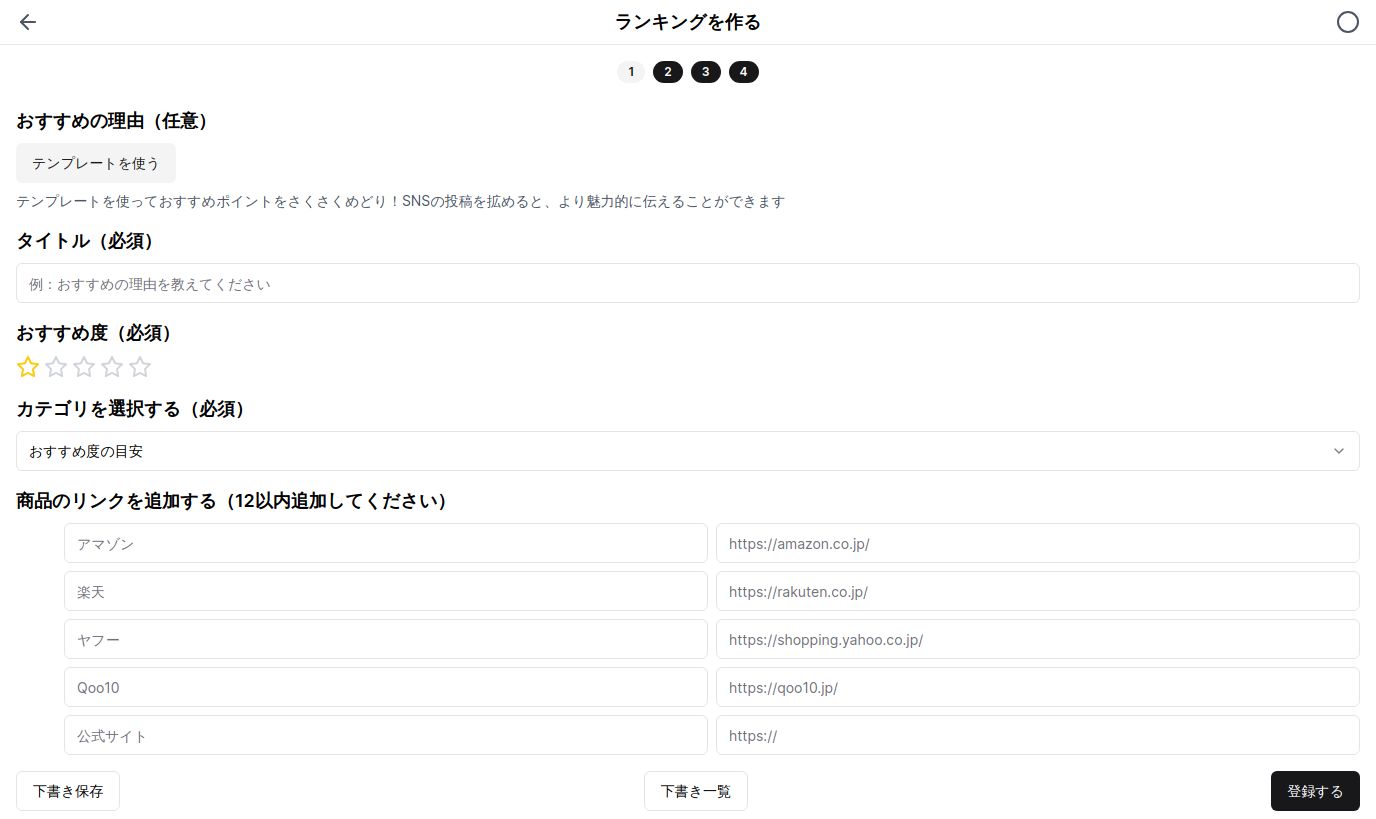 ランキングを作る
1 2 3 4
おすすめの理由（任意）
テンプレートを使う
テンプレートを使っておすすめポイントをさくさくめどり！SNSの投稿を拡めると、より魅力的に伝えることができます
タイトル（必須）
例：おすすめの理由を教えてください
おすすめ度（必須）
カテゴリを選択する（必須）
おすすめ度の目安
商品のリンクを追加する（12以内追加してください）
アマゾン https://amazon.co.jp/
楽天 https://rakuten.co.jp/
ヤフー https://shopping.yahoo.co.jp/
Qoo10 https://qoo10.jp/
公式サイト https://
下書き保存 下書き一覧 登録する